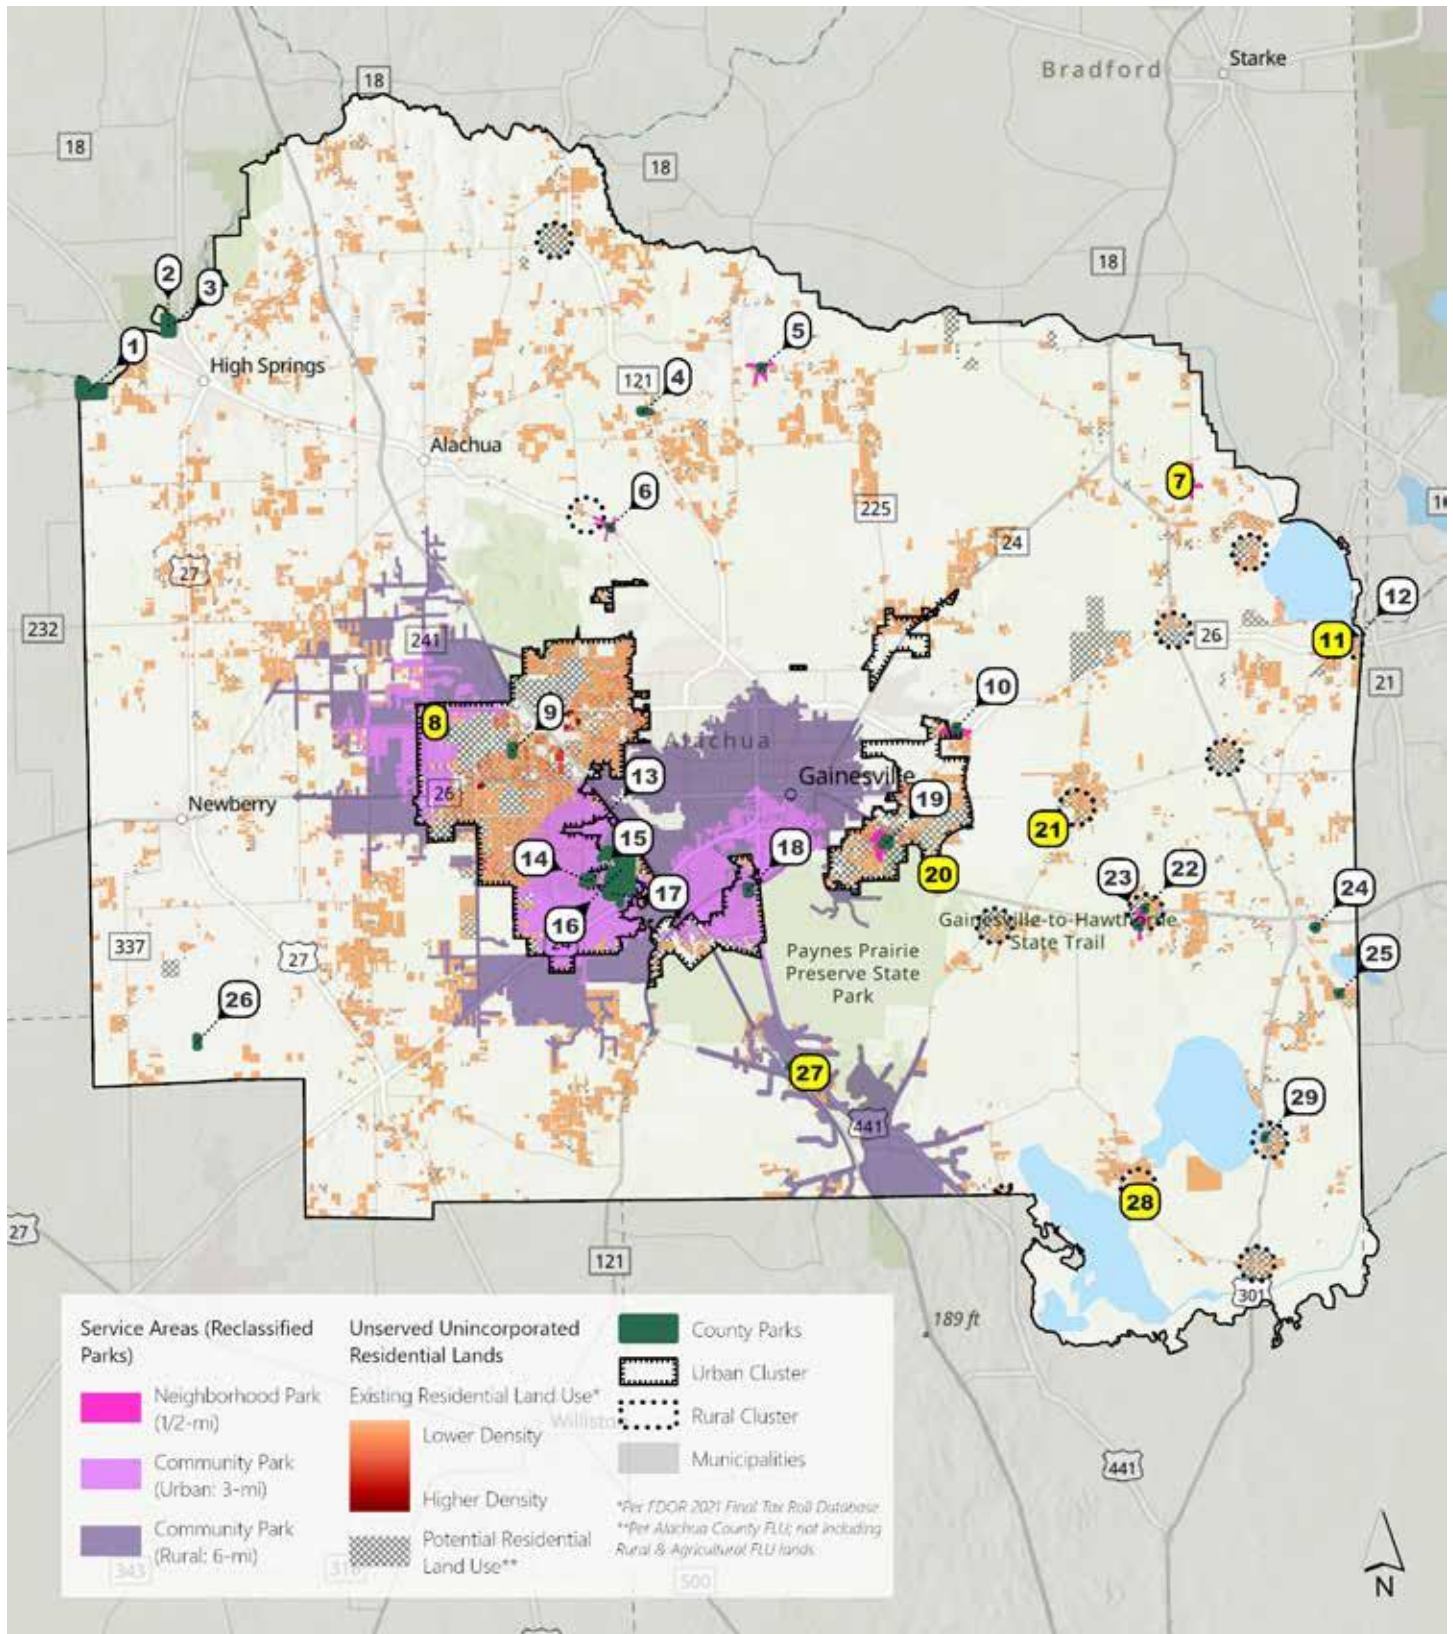 Bradford
Starke
18
18
18
18
2
3
1
High Springs
5
121
4
Alachua
6
7
225
24
16
27
232
241
12
11
26
21
8
9
10
Alachua
13
Gainesville
26
19
Newberry
15
21
14
18
20
23
22
24
16
17
Gainesville-to-Hawthorne
State Trail
337
27
Paynes Prairie
Preserve State
Park
25
26
27
441
29
28
27
121
301
189 ft
Service Areas (Reclassified
Parks)
Neighborhood Park
(1/2-mi)
Community Park
(Urban: 3-mi)
Community Park
(Rural: 6-mi)
Unserved Unincorporated
Residential Lands
Existing Residential Land Use*
Lower Density
Higher Density
Potential Residential
Land Use**
County Parks
Urban Cluster
Rural Cluster
Municipalities
*Per FDOR 2021 Final Tax Roll Database
**Per Alachua County FLU; not including
Rural & Agricultural FLU lands
Williston
343
500
441
N